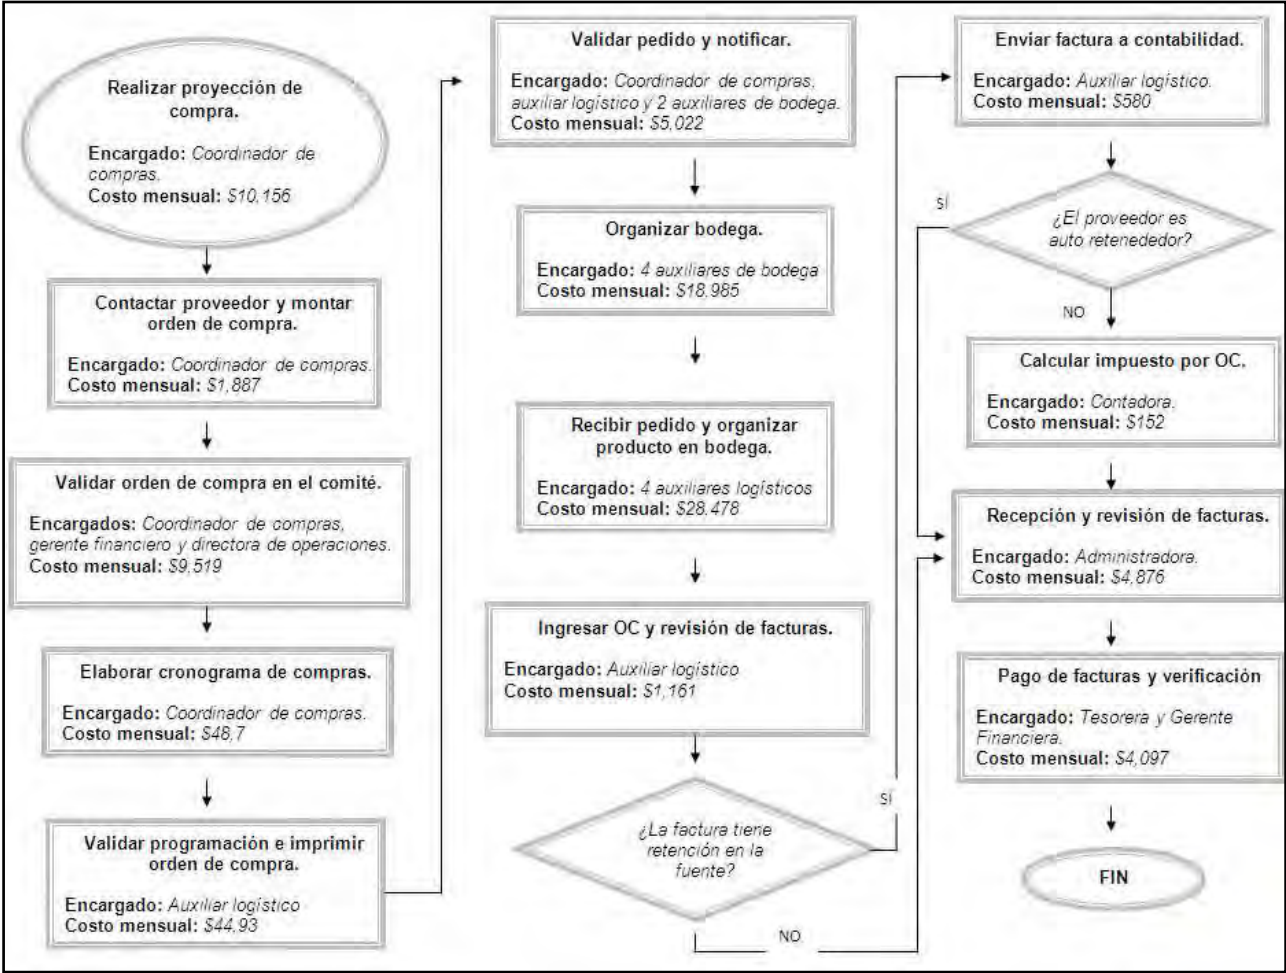 Realizar proyección de
compra.
Encargado: Coordinador de
compras.
Costo mensual: $10,156
Contactar proveedor y montar
orden de compra.
Encargado: Coordinador de compras.
Costo mensual: $1,887
Validar orden de compra en el comité.
Encargados: Coordinador de compras,
gerente financiero y directora de operaciones.
Costo mensual: $9,519
Elaborar cronograma de compras.
Encargado: Coordinador de compras.
Costo mensual: $48,7
Validar programación e imprimir
orden de compra.
Encargado: Auxiliar logístico
Costo mensual: $44,93
Validar pedido y notificar.
Encargado: Coordinador de compras,
auxiliar logístico y 2 auxiliares de bodega.
Costo mensual: $5,022
Organizar bodega.
Encargado: 4 auxiliares de bodega
Costo mensual: $18,985
Recibir pedido y organizar
producto en bodega.
Encargado: 4 auxiliares logísticos
Costo mensual: $28,478
Ingresar OC y revisión de facturas.
Encargado: Auxiliar logístico
Costo mensual: $1,161
¿La factura tiene
retención en la
fuente?
SÍ
NO
Enviar factura a contabilidad.
Encargado: Auxiliar logístico.
Costo mensual: $580
¿El proveedor es
auto retenededor?
SÍ
NO
Calcular impuesto por OC.
Encargado: Contadora.
Costo mensual: $152
Recepción y revisión de facturas.
Encargado: Administradora.
Costo mensual: $4,876
Pago de facturas y verificación
Encargado: Tesorera y Gerente
Financiera.
Costo mensual: $4,097
FIN